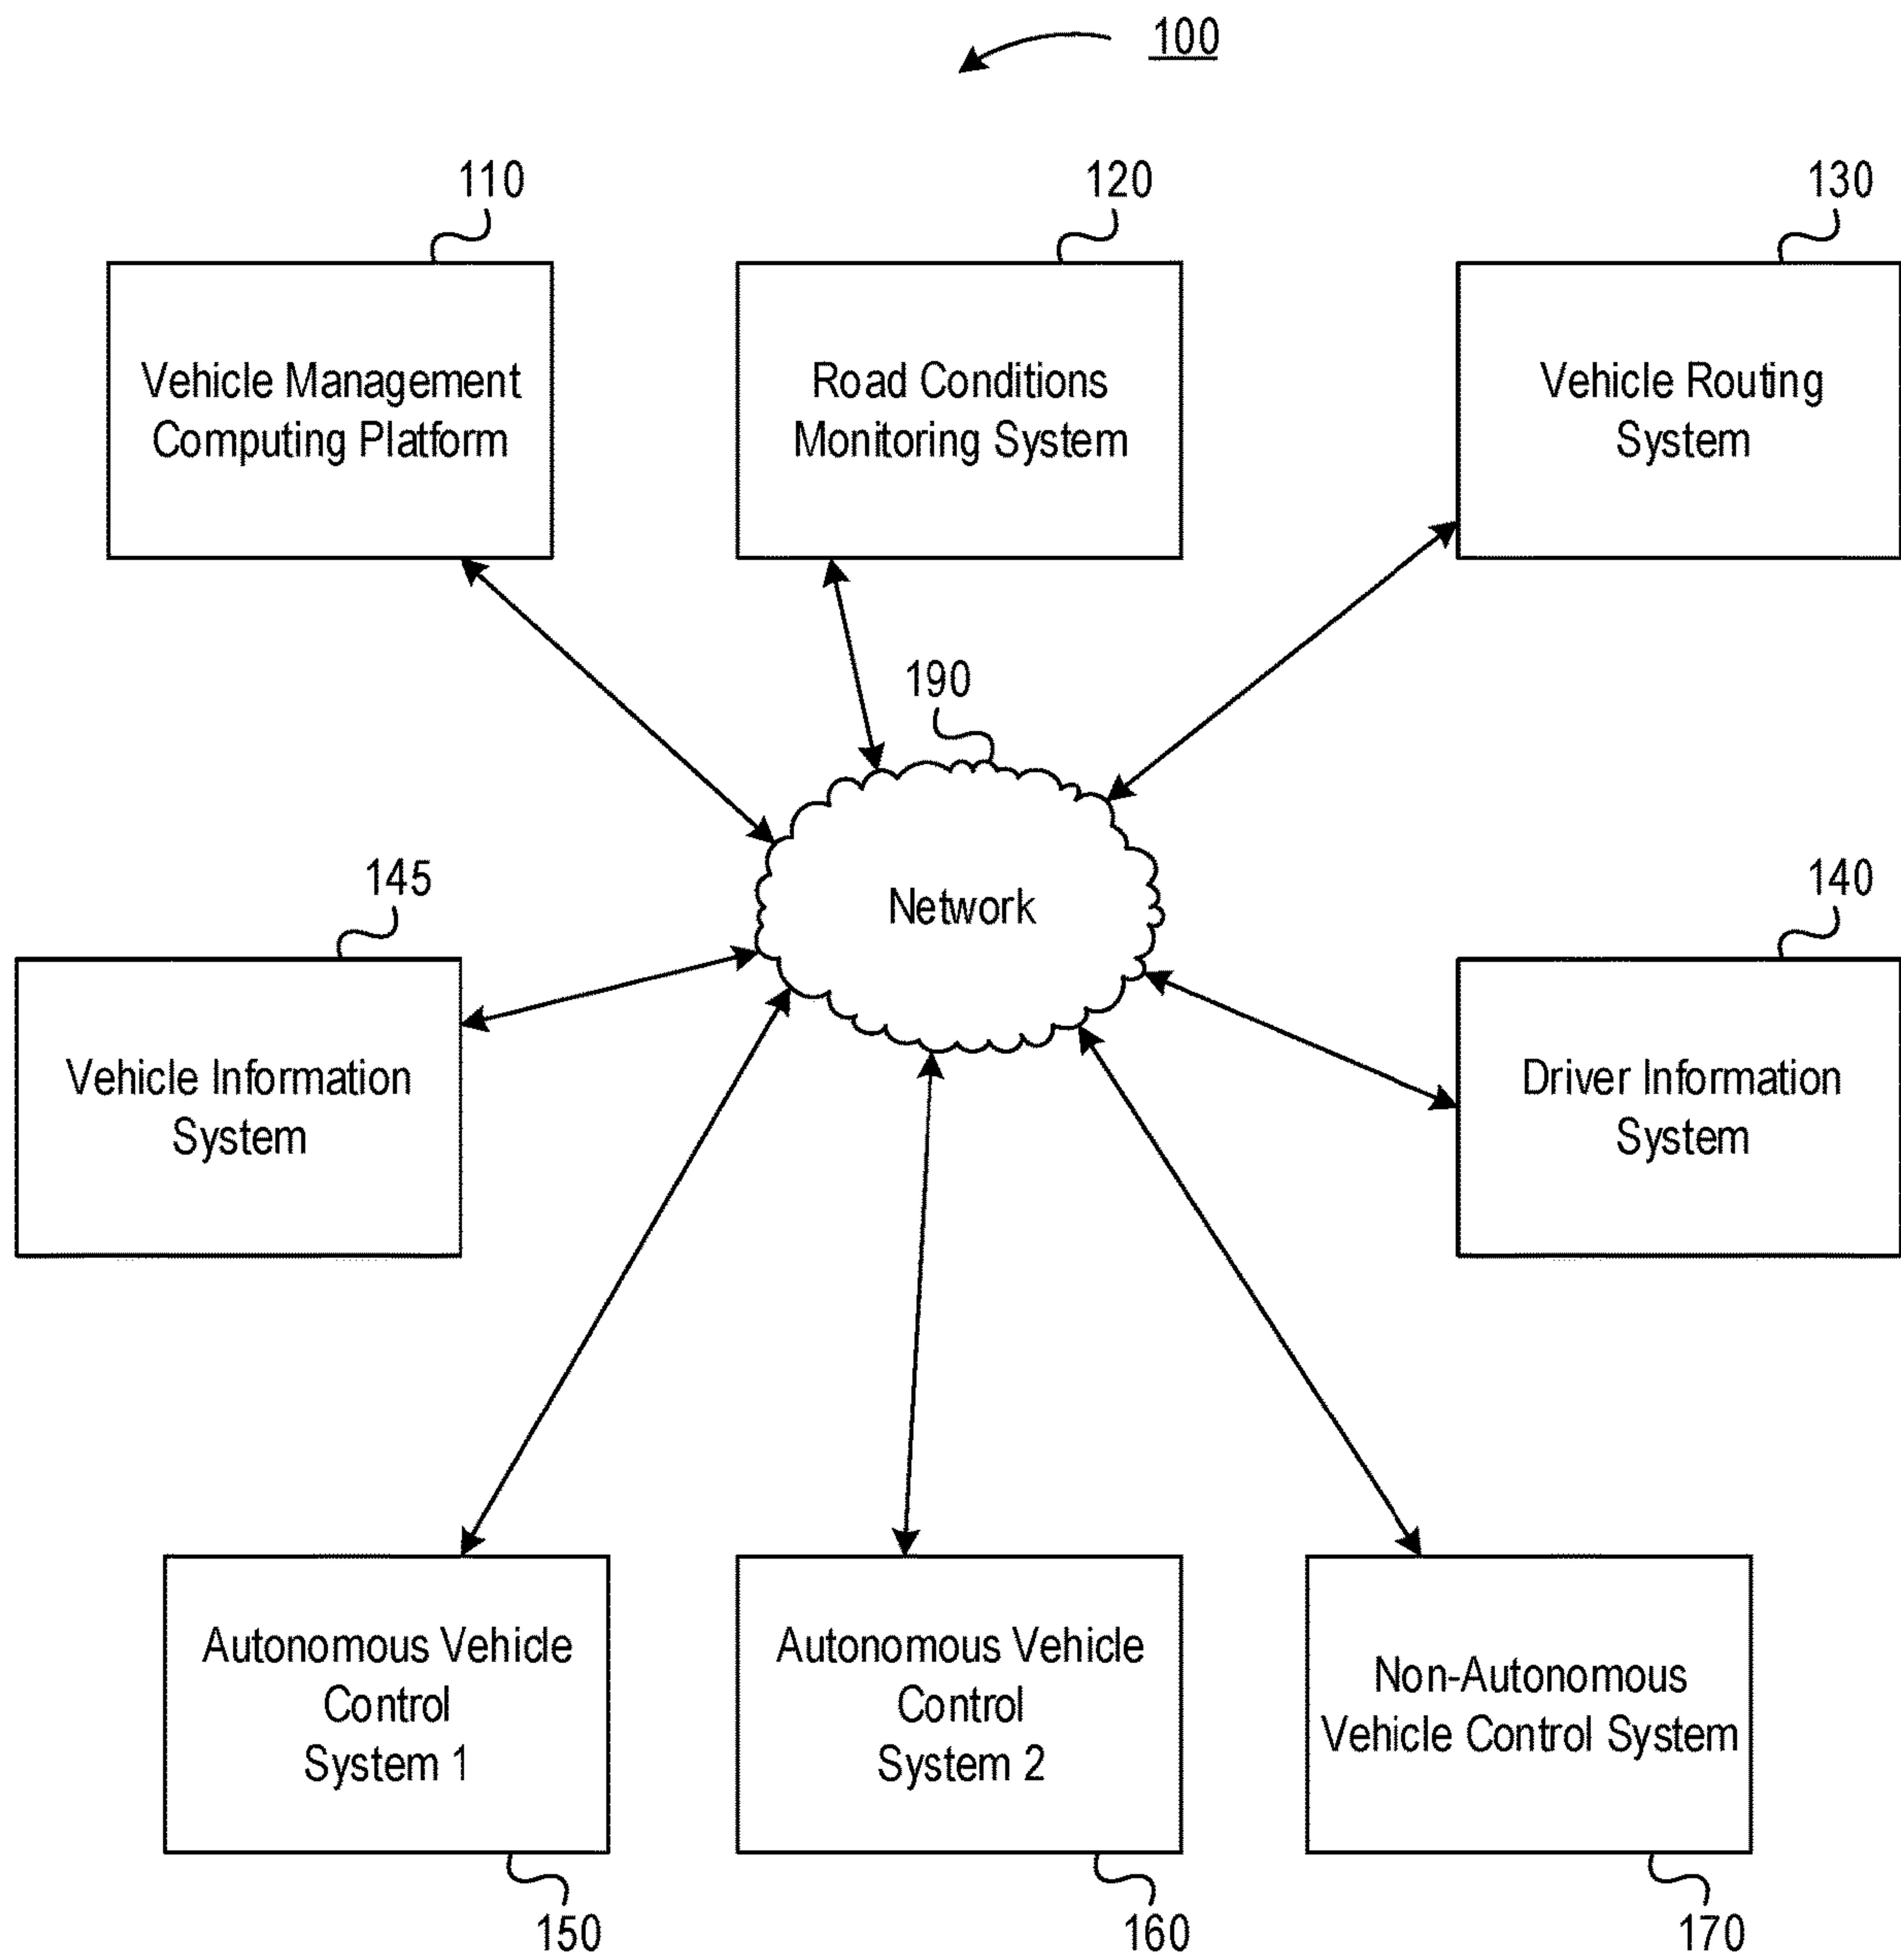 100
110
120
130
Vehicle Management
Computing Platform
Road Conditions
Monitoring System
Vehicle Routing
System
190
145
140
Network
Vehicle Information
System
Driver Information
System
Autonomous Vehicle
Control
System 1
Autonomous Vehicle
Control
System 2
Non-Autonomous
Vehicle Control System
150
160
170